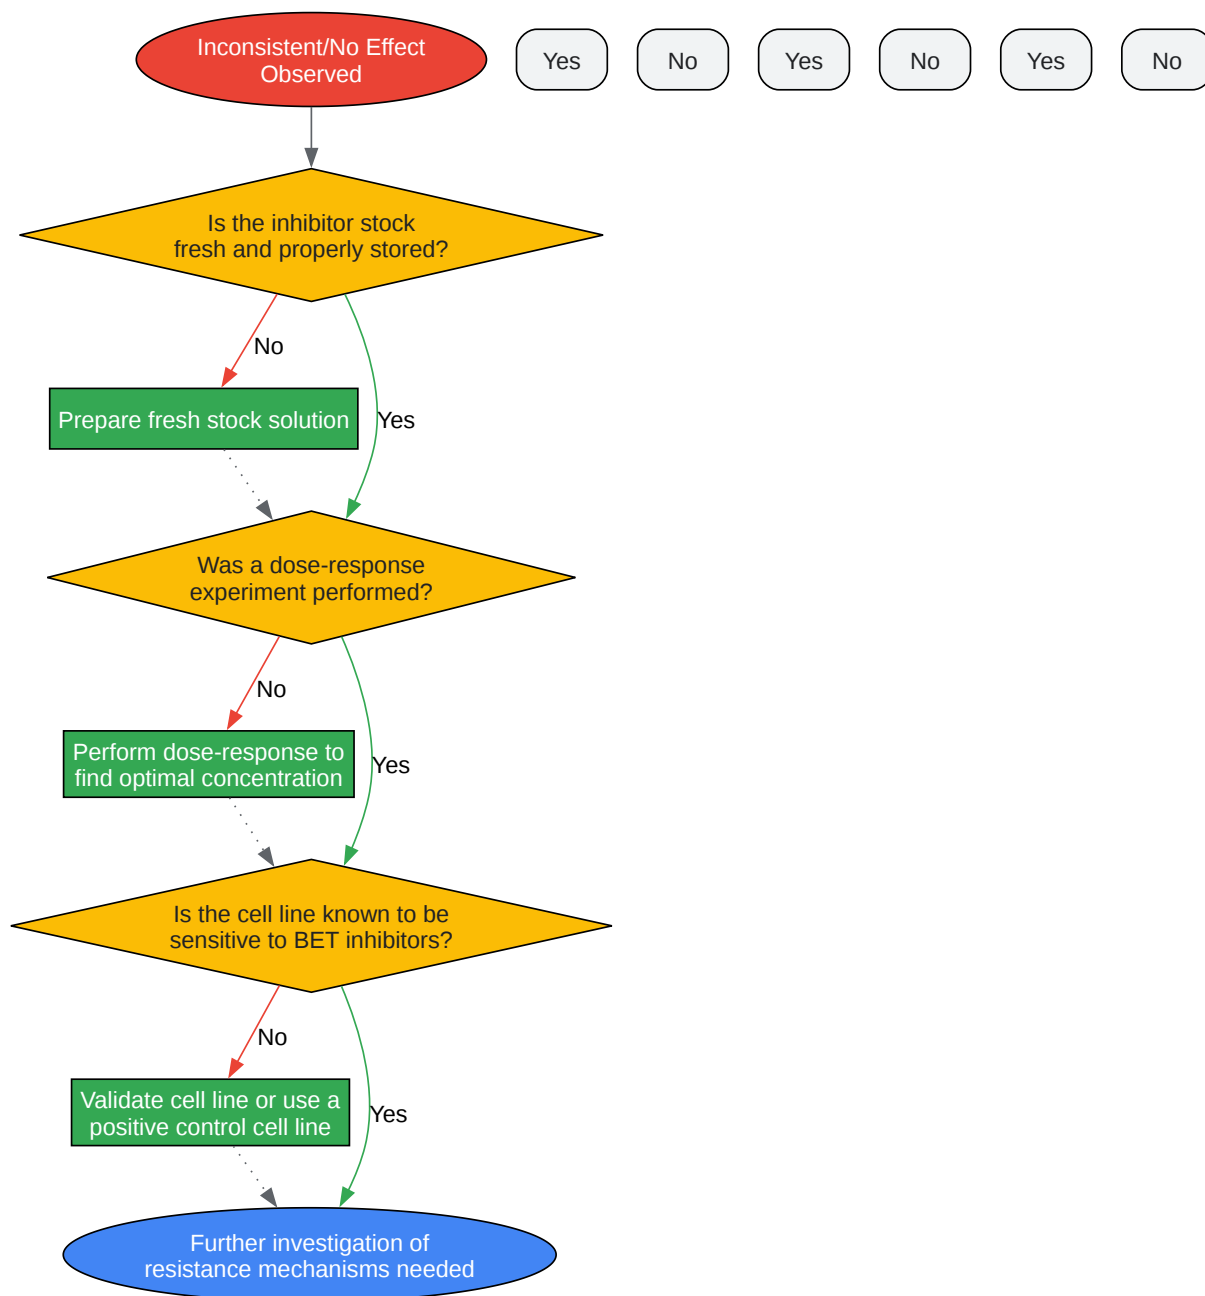 Inconsistent/No Effect
Observed
Yes
No
Yes
No
Yes
No
Is the inhibitor stock
fresh and properly stored?
No
Prepare fresh stock solution
Yes
Was a dose-response
experiment performed?
No
Perform dose-response to
find optimal concentration
Yes
Is the cell line known to be
sensitive to BET inhibitors?
No
Validate cell line or use a
positive control cell line
Yes
Further investigation of
resistance mechanisms needed